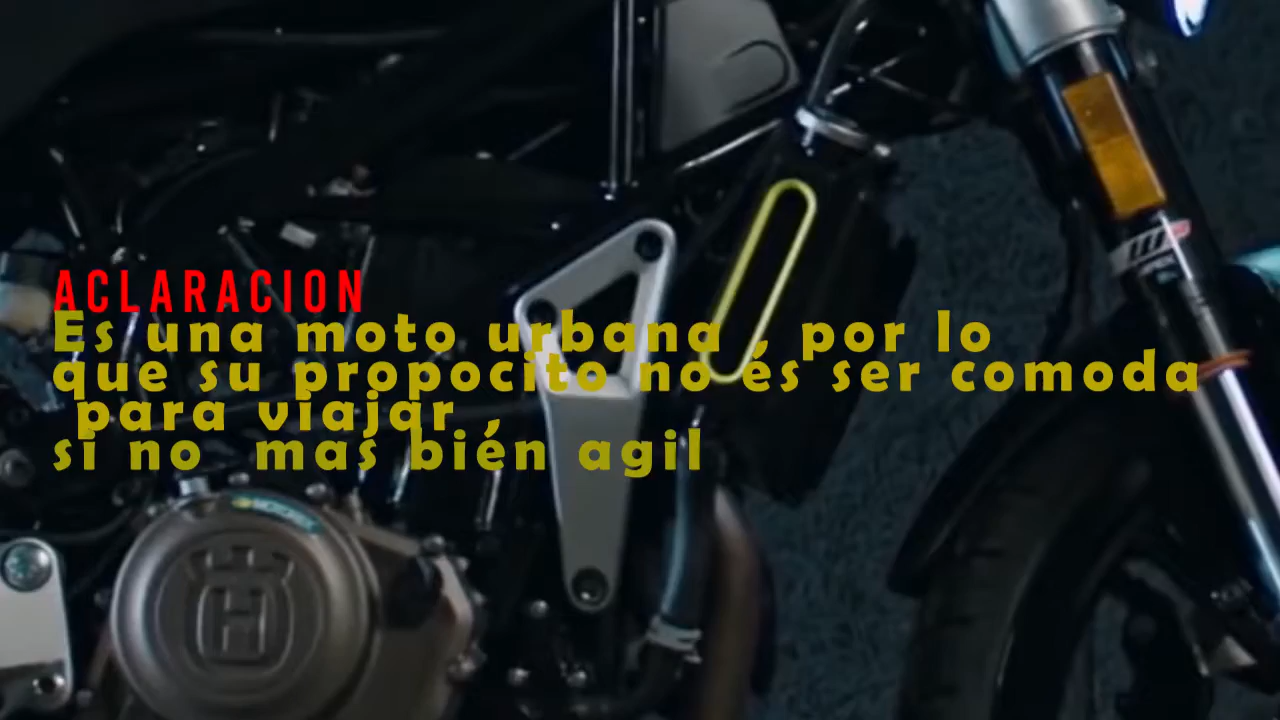 ACLARACION
Es una moto urbana , por lo
que su propocito no és ser comoda
para viajar ,
si no mas bién agil